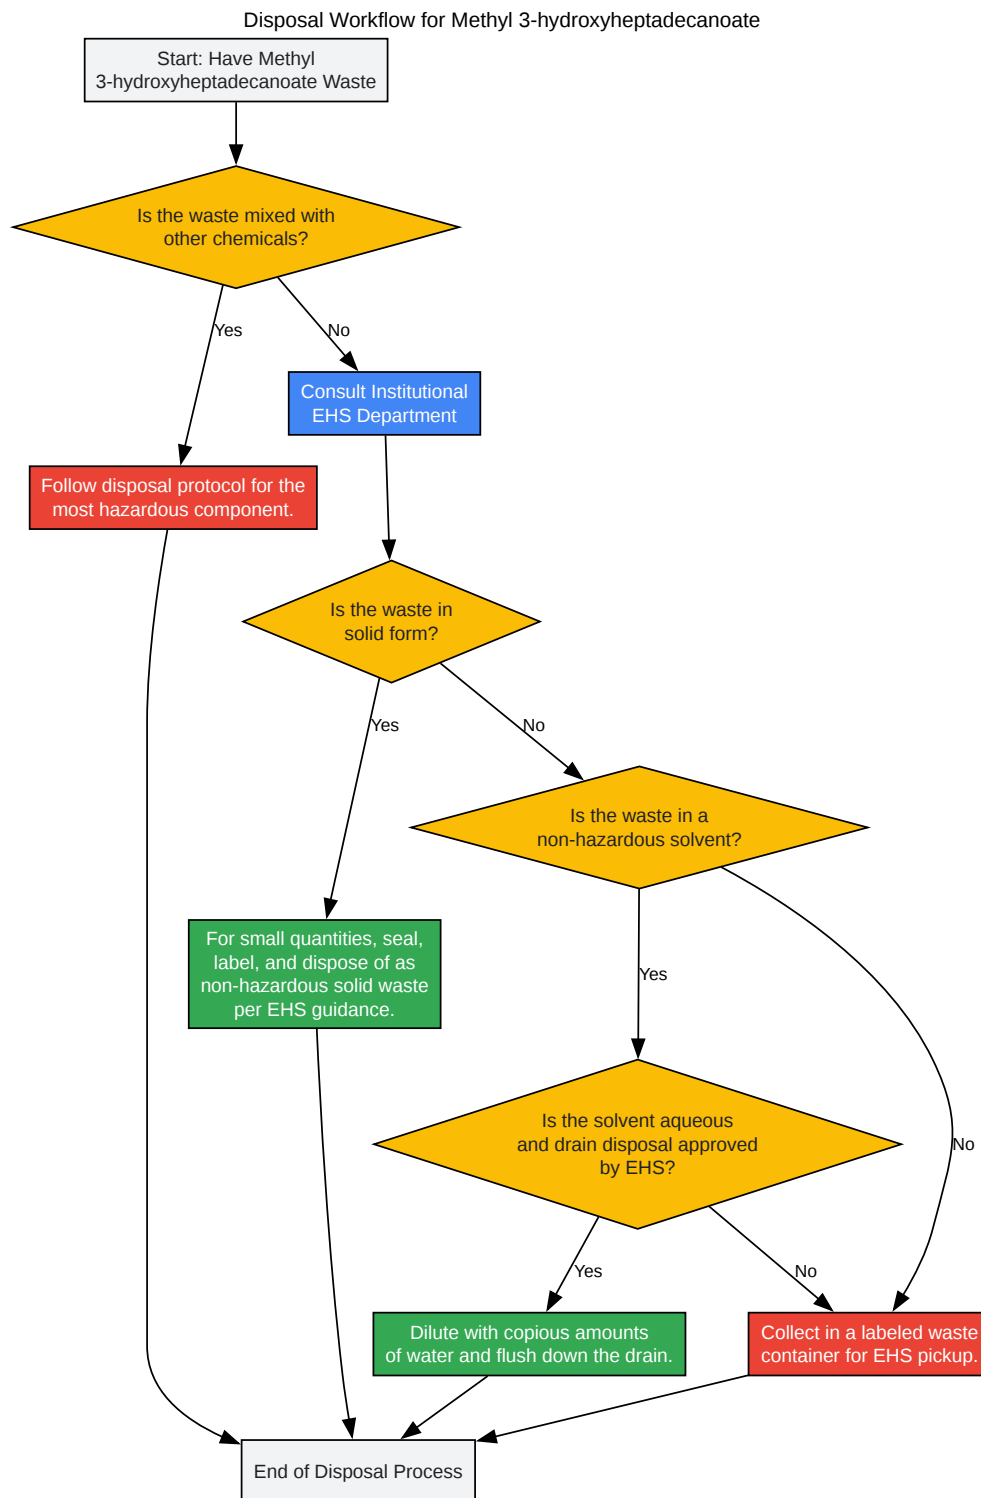 Disposal Workflow for Methyl 3-hydroxyheptadecanoate
Start: Have Methyl
3-hydroxyheptadecanoate Waste
Is the waste mixed with
other chemicals?
Yes
No
Consult Institutional
EHS Department
Follow disposal protocol for the
most hazardous component.
Is the waste in
solid form?
Yes
No
Is the waste in a
non-hazardous solvent?
For small quantities, seal,
label, and dispose of as
non-hazardous solid waste
per EHS guidance.
Yes
Is the solvent aqueous
and drain disposal approved
by EHS?
No
Yes
No
Dilute with copious amounts
of water and flush down the drain.
Collect in a labeled waste
container for EHS pickup.
End of Disposal Process